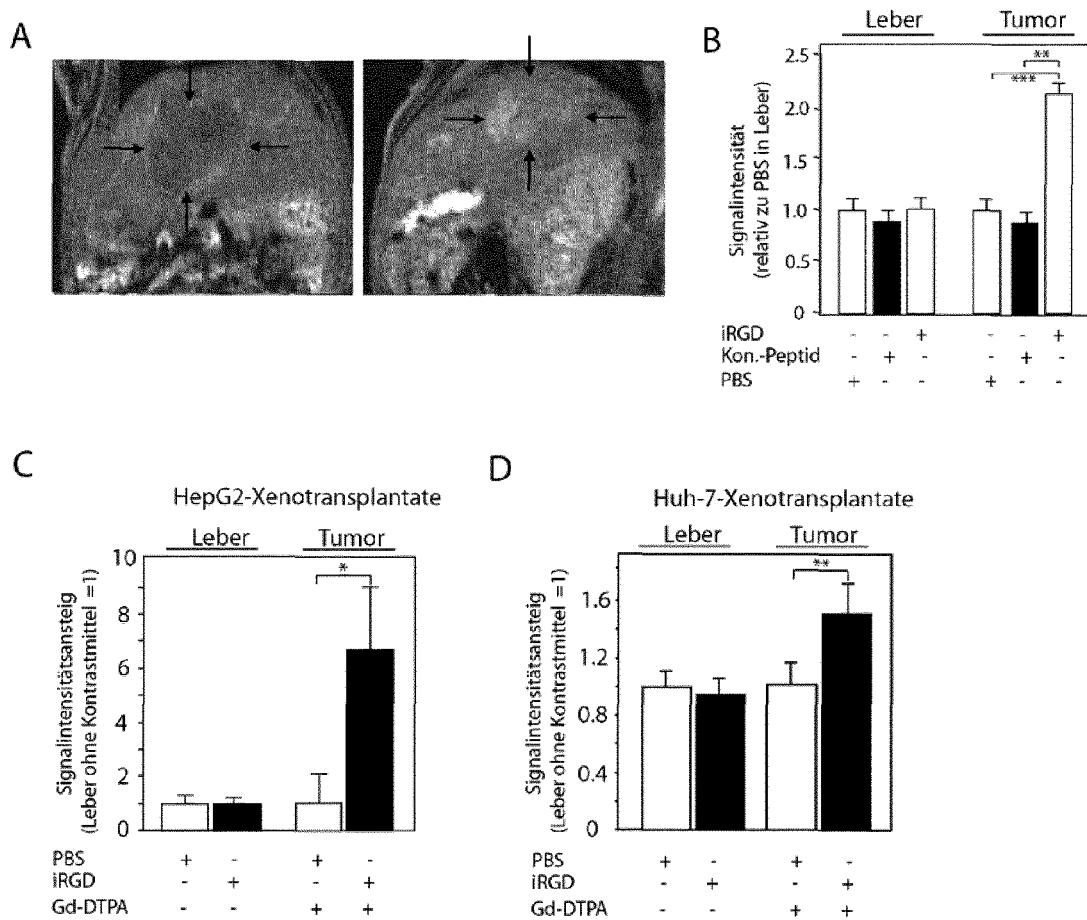 A
B
Leber Tumor
Signalintensität
(relativ zu PBS in Leber)
2.5
2.0
1.5
1.0
0.5
0
**
***
iRGD - - + - - +
Kon.-Peptid - + - - + -
PBS + - - + - -
C
HepG2-Xenotransplantate
Leber Tumor
Signalintensitätsansteig
(Leber ohne Kontrastmittel =1)
10
8
6
4
2
0
*
PBS + - + -
iRGD - + - +
Gd-DTPA - - + +
D
Huh-7-Xenotransplantate
Leber Tumor
Signalintensitätsansteig
(Leber ohne Kontrastmittel =1)
1.6
1.2
0.8
0.4
0
**
PBS + - + -
iRGD - + - +
Gd-DTPA - - + +